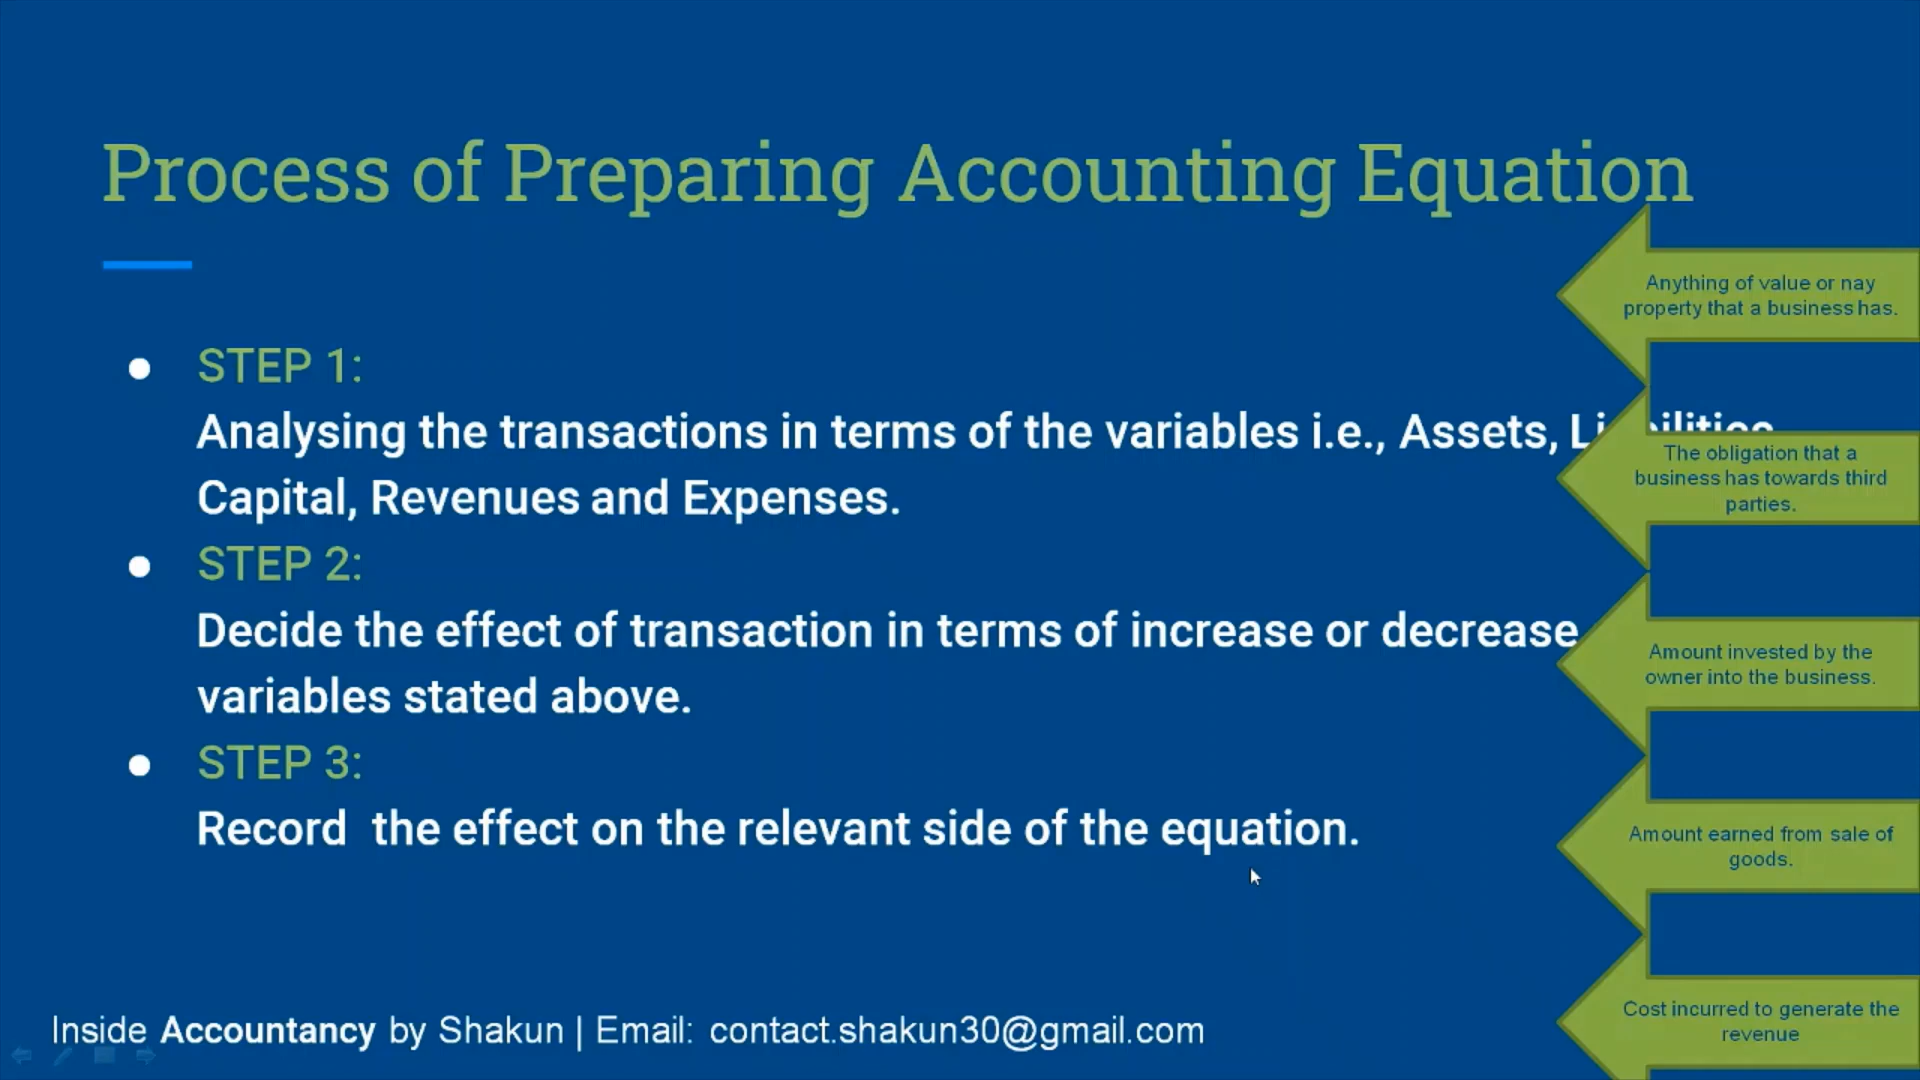 Process of Preparing Accounting Equation
STEP 1:
Analysing the transactions in terms of the variables i.e., Assets,
Capital, Revenues and Expenses.
STEP 2:
Decide the effect of transaction in terms of increase or decrease
variables stated above.
STEP 3:
Record  the effect on the relevant side of the equation.
Anything of value or nay
property that a business has.
The obligation that a
business has towards third
parties.
Amount invested by the
owner into the business.
Amount earned from sale of
goods.
Cost incurred to generate the
revenue
Inside Accountancy by Shakun | Email: contact.shakun30@gmail.com